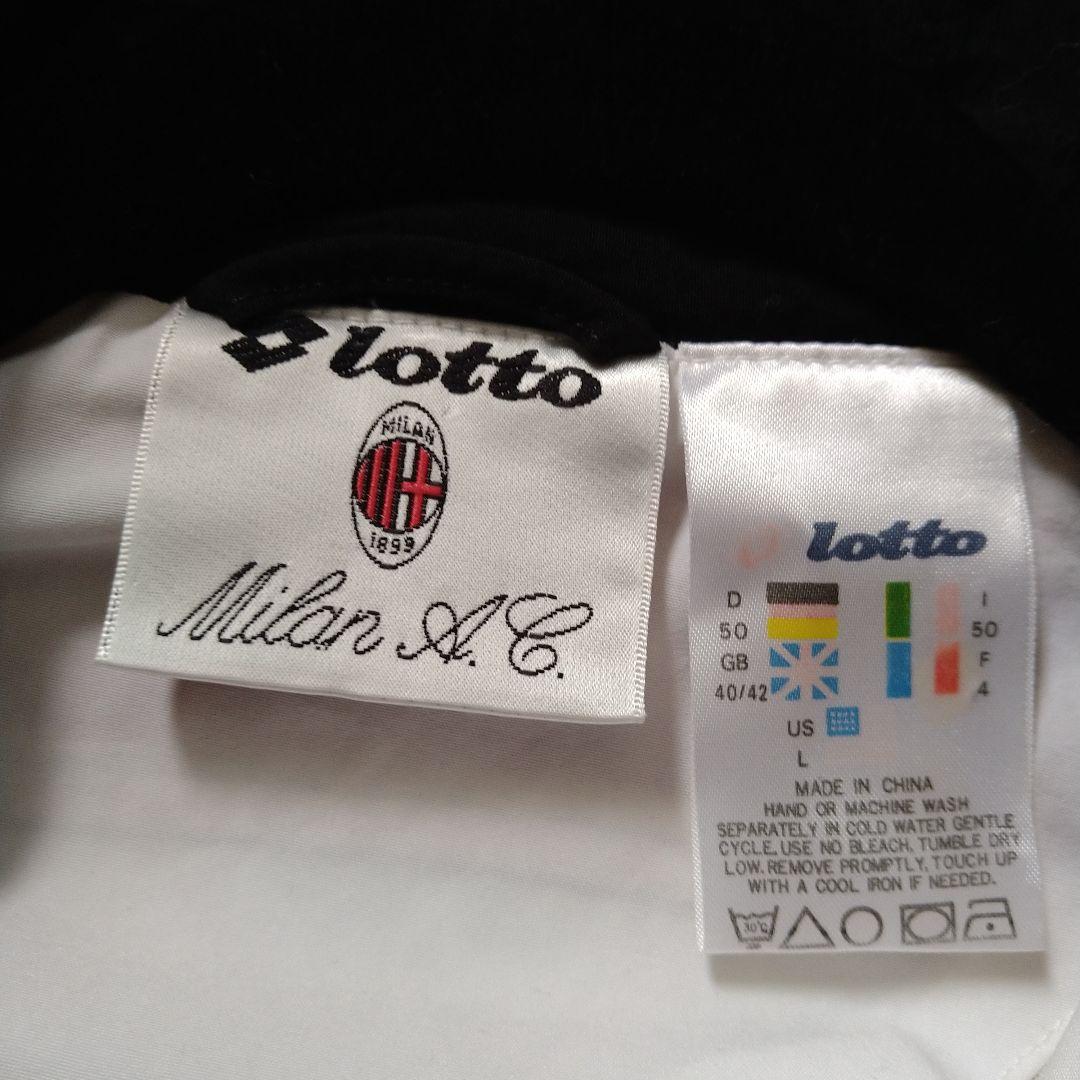 lotto
MILAN
1899
Milan A.C.
lotto
D I
50 50
GB F
40/42 4
US
L
MADE IN CHINA
HAND OR MACHINE WASH
SEPARATELY IN COLD WATER GENTLE
CYCLE. USE NO BLEACH, TUMBLE DRY
LOW. REMOVE PROMPTLY, TOUCH UP
WITH A COOL IRON IF NEEDED.
30°C